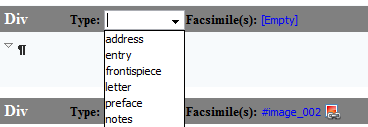 Div Type: Facsimile(s): [Empty]
address
¶ entry
frontispiece
letter
preface
Div Type: Facsimile(s): #image_002
notes